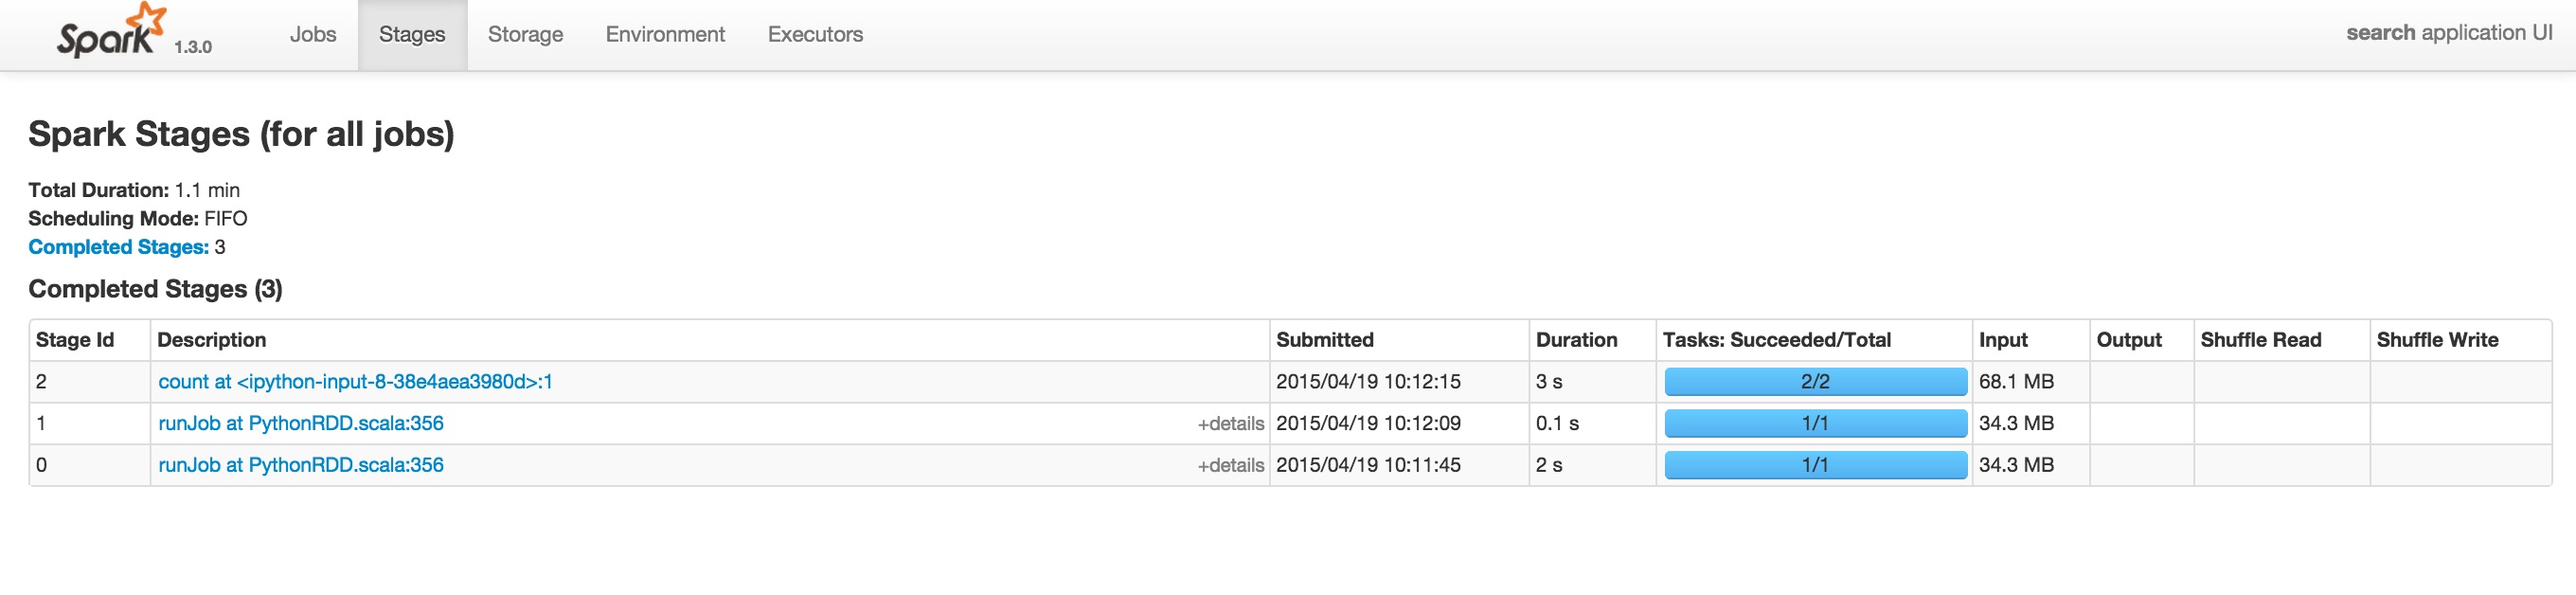 Spark 1.3.0 Jobs Stages Storage Environment Executors search application UI
Spark Stages (for all jobs)
Total Duration: 1.1 min
Scheduling Mode: FIFO
Completed Stages: 3
Completed Stages (3)
Stage Id Description Submitted Duration Tasks: Succeeded/Total Input Output Shuffle Read Shuffle Write
2 count at <ipython-input-8-38e4aea3980d>:1 2015/04/19 10:12:15 3 s 2/2 68.1 MB
1 runJob at PythonRDD.scala:356 +details 2015/04/19 10:12:09 0.1 s 1/1 34.3 MB
0 runJob at PythonRDD.scala:356 +details 2015/04/19 10:11:45 2 s 1/1 34.3 MB